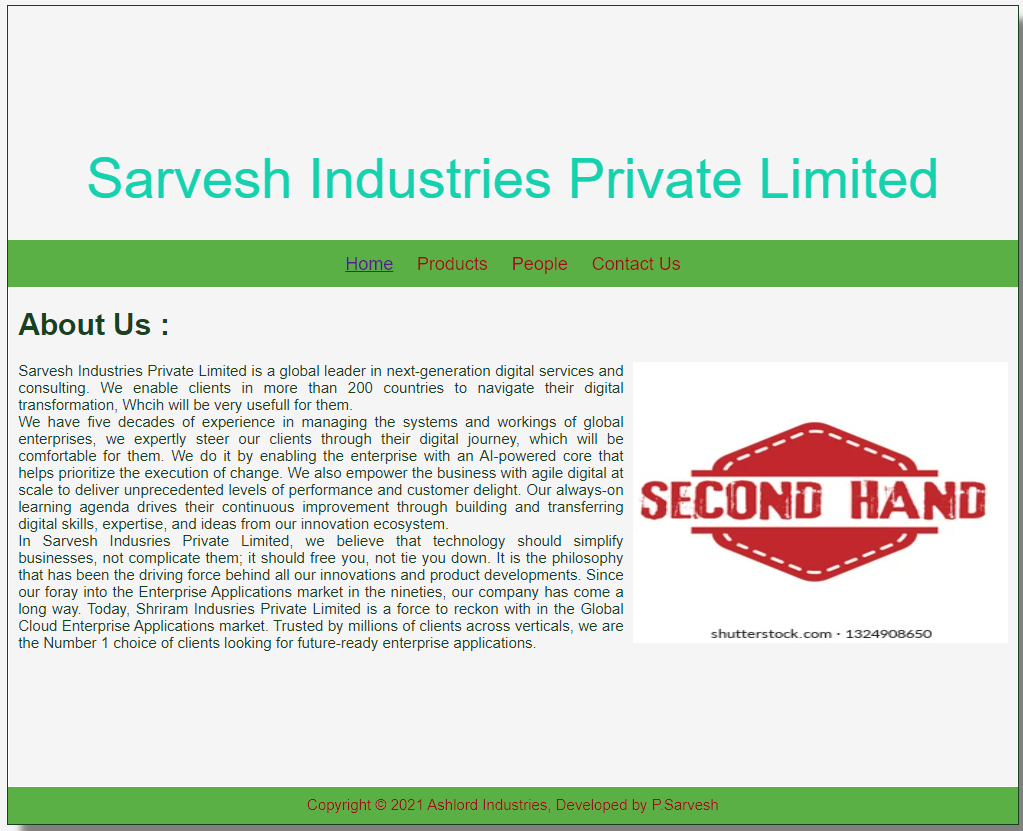 Sarvesh Industries Private Limited
Home Products People Contact Us
About Us :
Sarvesh Industries Private Limited is a global leader in next-generation digital services and
consulting. We enable clients in more than 200 countries to navigate their digital
transformation, Whcih will be very usefull for them.
We have five decades of experience in managing the systems and workings of global
enterprises, we expertly steer our clients through their digital journey, which will be
comfortable for them. We do it by enabling the enterprise with an AI-powered core that
helps prioritize the execution of change. We also empower the business with agile digital at
scale to deliver unprecedented levels of performance and customer delight. Our always-on
learning agenda drives their continuous improvement through building and transferring
digital skills, expertise, and ideas from our innovation ecosystem.
In Sarvesh Indusries Private Limited, we believe that technology should simplify
businesses, not complicate them; it should free you, not tie you down. It is the philosophy
that has been the driving force behind all our innovations and product developments. Since
our foray into the Enterprise Applications market in the nineties, our company has come a
long way. Today, Shriram Indusries Private Limited is a force to reckon with in the Global
Cloud Enterprise Applications market. Trusted by millions of clients across verticals, we are
the Number 1 choice of clients looking for future-ready enterprise applications.
SECOND HAND
shutterstock.com · 1324908650
Copyright © 2021 Ashlord Industries, Developed by P.Sarvesh